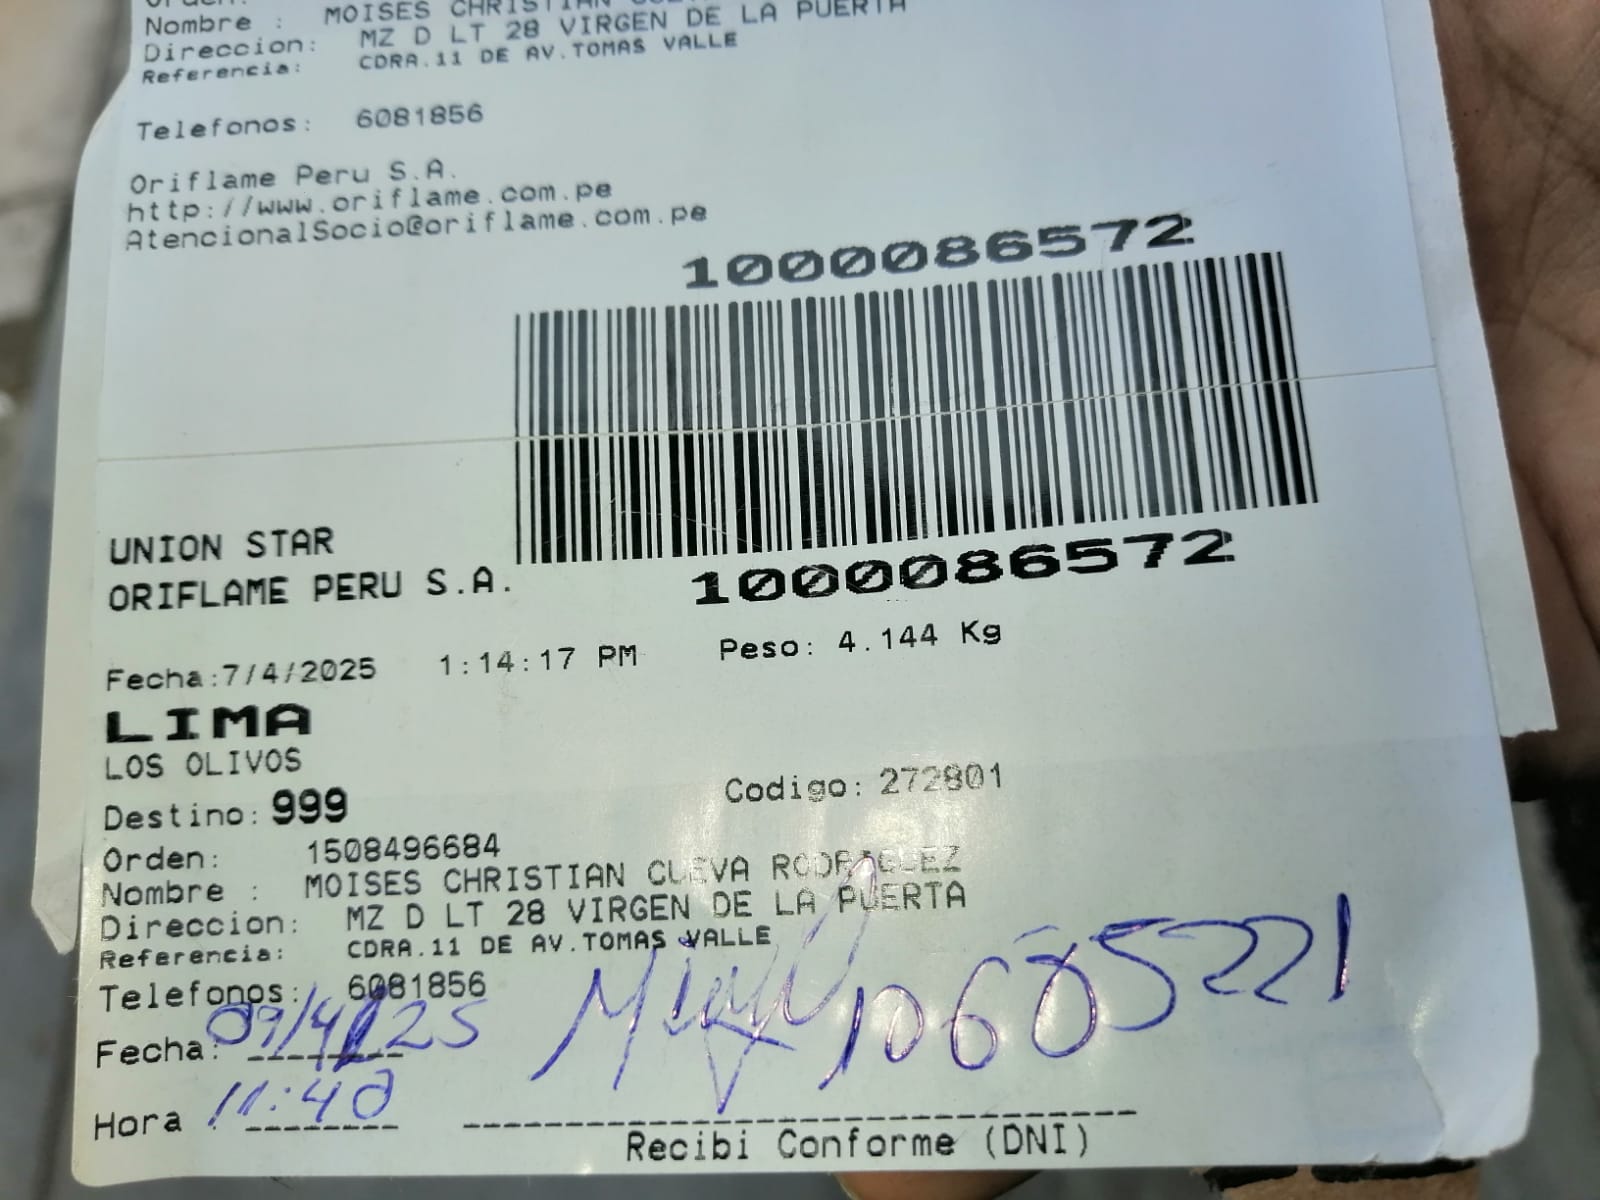 Nombre : MOISES CHRISTIAN
Direccion: MZ D LT 28 VIRGEN DE LA PUERTA
Referencia: CDRA.11 DE AV.TOMAS VALLE
Telefonos: 6081856
Oriflame Peru S.A.
http://www.oriflame.com.pe
AtencionalSocio@oriflame.com.pe
1000086572
1000086572
UNION STAR
ORIFLAME PERU S.A.
Fecha:7/4/2025 1:14:17 PM Peso: 4.144 Kg
LIMA
LOS OLIVOS
Codigo: 272801
Destino: 999
Orden: 1508496684
Nombre : MOISES CHRISTIAN CUEVA RODRIGUEZ
Direccion: MZ D LT 28 VIRGEN DE LA PUERTA
Referencia: CDRA.11 DE AV.TOMAS VALLE
Telefonos: 6081856
Fecha: 09/4/25
Hora : 11:40
Recibi Conforme (DNI)